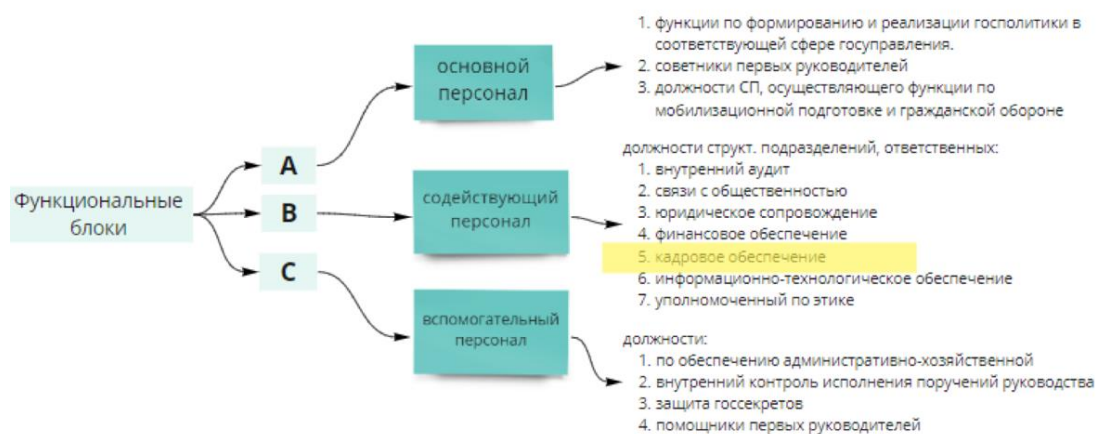 Функциональные
блоки
A
B
C
основной
персонал
содействующий
персонал
вспомогательный
персонал
1. функции по формированию и реализации госполитики в
соответствующей сфере госуправления.
2. советники первых руководителей
3. должности СП, осуществляющего функции по
мобилизационной подготовке и гражданской обороне
должности структ. подразделений, ответственных:
1. внутренний аудит
2. связи с общественностью
3. юридическое сопровождение
4. финансовое обеспечение
5. кадровое обеспечение
6. информационно-технологическое обеспечение
7. уполномоченный по этике
должности:
1. по обеспечению административно-хозяйственной
2. внутренний контроль исполнения поручений руководства
3. защита госсекретов
4. помощники первых руководителей